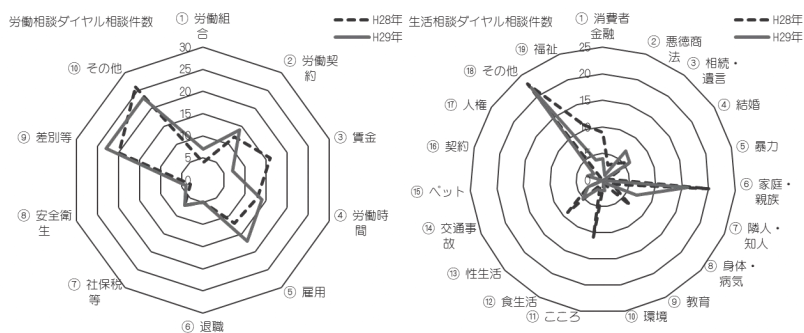 労働相談ダイヤル相談件数
H28年
H29年
① 労働組
合
② 労働契
約
③ 賃金
④ 労働時
間
⑤ 雇用
⑥ 退職
⑦ 社保税
等
⑧ 安全衛
生
⑨ 差別等
⑩ その他
30
25
20
15
10
5
0
生活相談ダイヤル相談件数
H28年
H29年
① 消費者
金融
② 悪徳商
法
③ 相続・
遺言
④ 結婚
⑤ 暴力
⑥ 家庭・
親族
⑦ 隣人・
知人
⑧ 身体・
病気
⑨ 教育
⑩ 環境
⑪ こころ
⑫ 食生活
⑬ 性生活
⑭ 交通事
故
⑮ ペット
⑯ 契約
⑰ 人権
⑱ その他
⑲ 福祉
25
20
15
10
5
0